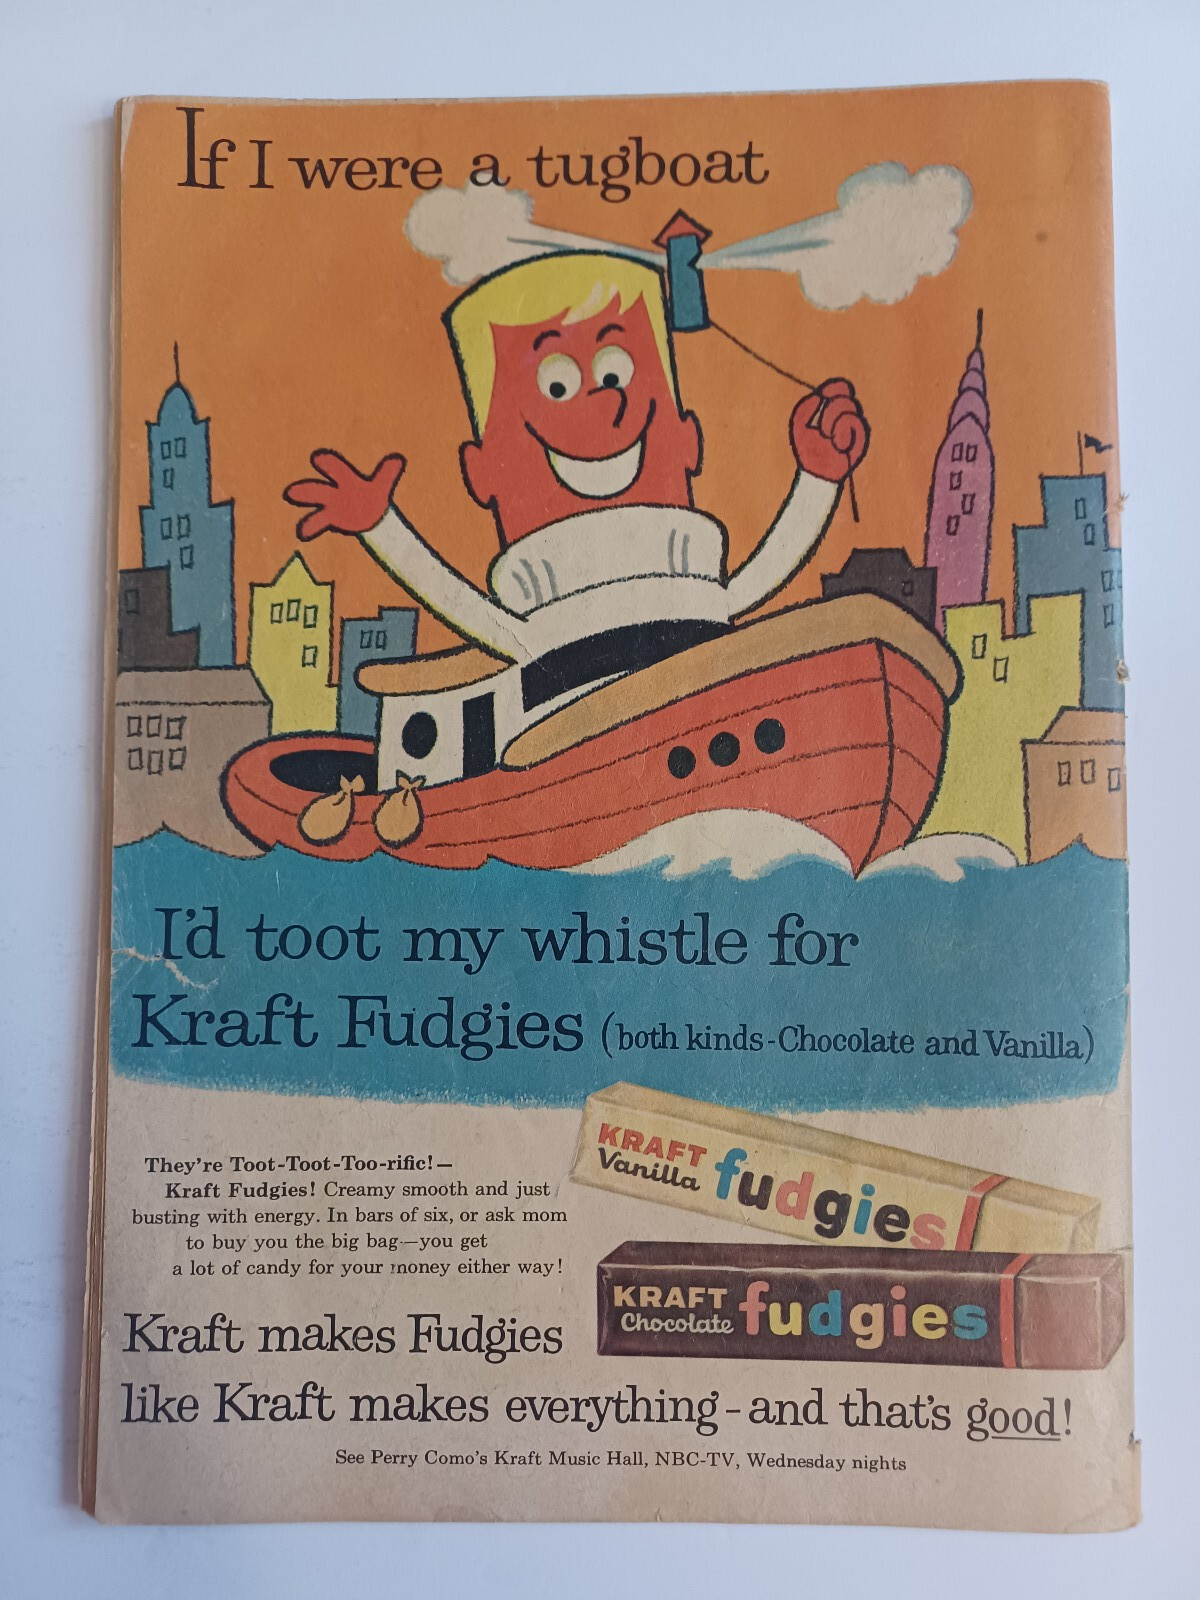 If I were a tugboat
I'd toot my whistle for
Kraft Fudgies (both kinds-Chocolate and Vanilla)
They're Toot-Toot-Too-rific!—
Kraft Fudgies! Creamy smooth and just
busting with energy. In bars of six, or ask mom
to buy you the big bag—you get
a lot of candy for your money either way!
KRAFT
Vanilla
fudgies
KRAFT
Chocolate
fudgies
Kraft makes Fudgies
like Kraft makes everything-and that's good!
See Perry Como's Kraft Music Hall, NBC-TV, Wednesday nights